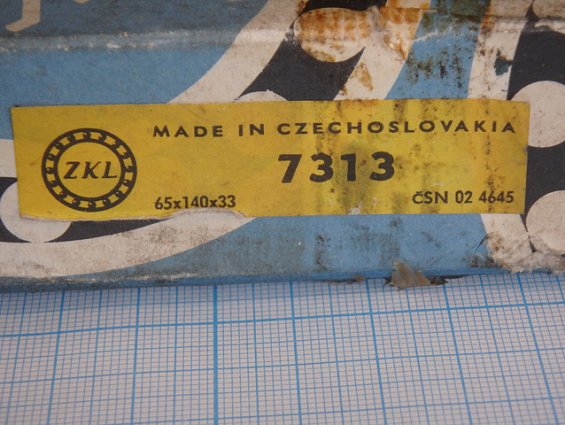 MADE IN CZECHOSLOVAKIA
ZKL
7313
65x140x33
ČSN 02 4645